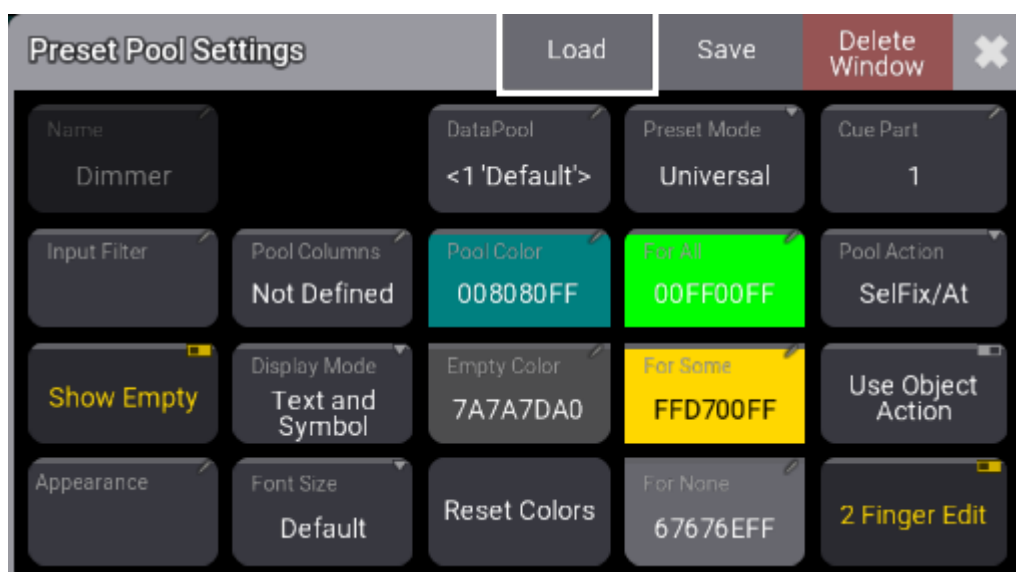 Preset Pool Settings
Load
Save
Delete
Window
Name
Dimmer
DataPool
<1 'Default'>
Preset Mode
Universal
Cue Part
1
Input Filter
Pool Columns
Not Defined
Pool Color
008080FF
For All
00FF00FF
Pool Action
SelFix/At
Show Empty
Display Mode
Text and
Symbol
Empty Color
7A7A7DA0
For Some
FFD700FF
Use Object
Action
Appearance
Font Size
Default
Reset Colors
For None
67676EFF
2 Finger Edit